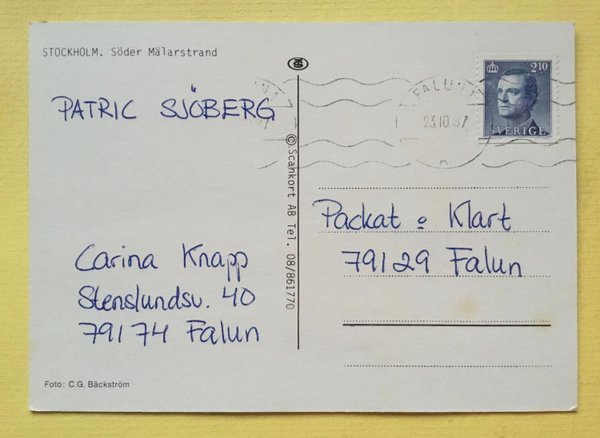 STOCKHOLM. Söder Mälarstrand
PATRIC SJÖBERG
Carina Knapp
Stenslundsv. 40
79174 Falun
Foto: C.G. Bäckström
© Scankort AB Tel. 08/861770
FALUN 1
23.10.87
A
2.10
SVERIGE
Packat o Klart
79129 Falun